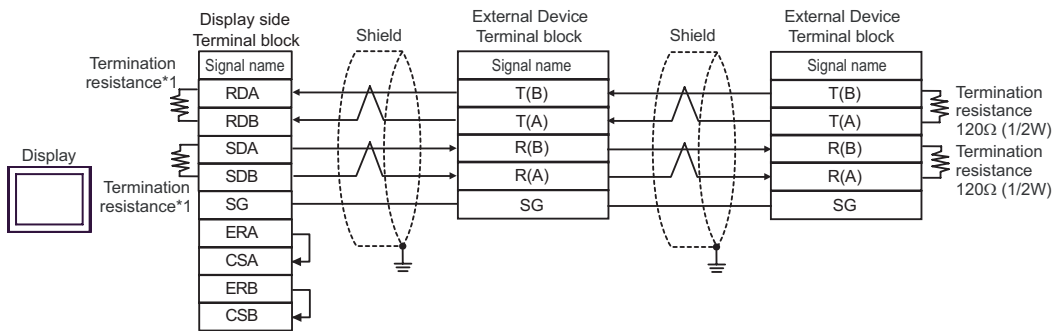 Display side
Terminal block
Shield
External Device
Terminal block
Shield
External Device
Terminal block
Termination
resistance*1
Signal name
RDA
RDB
SDA
SDB
SG
ERA
CSA
ERB
CSB
Display
Termination
resistance*1
Signal name
T(B)
T(A)
R(B)
R(A)
SG
Signal name
T(B)
T(A)
R(B)
R(A)
SG
Termination
resistance
120Ω (1/2W)
Termination
resistance
120Ω (1/2W)